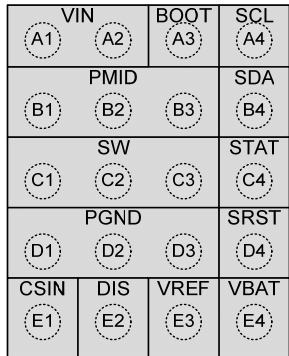 VIN BOOT SCL
A1 A2 A3 A4
PMID SDA
B1 B2 B3 B4
SW STAT
C1 C2 C3 C4
PGND SRST
D1 D2 D3 D4
CSIN DIS VREF VBAT
E1 E2 E3 E4